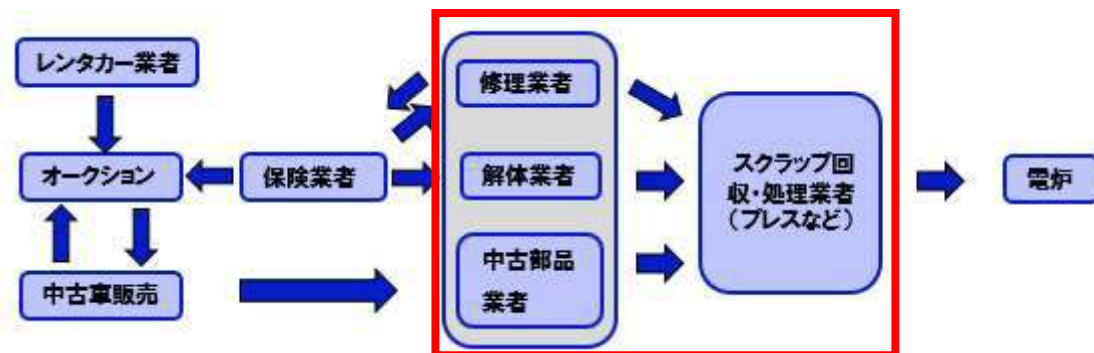 レンタカー業者
オークション
中古車販売
保険業者
修理業者
解体業者
中古部品
業者
スクラップ回
収・処理業者
（プレスなど）
電炉